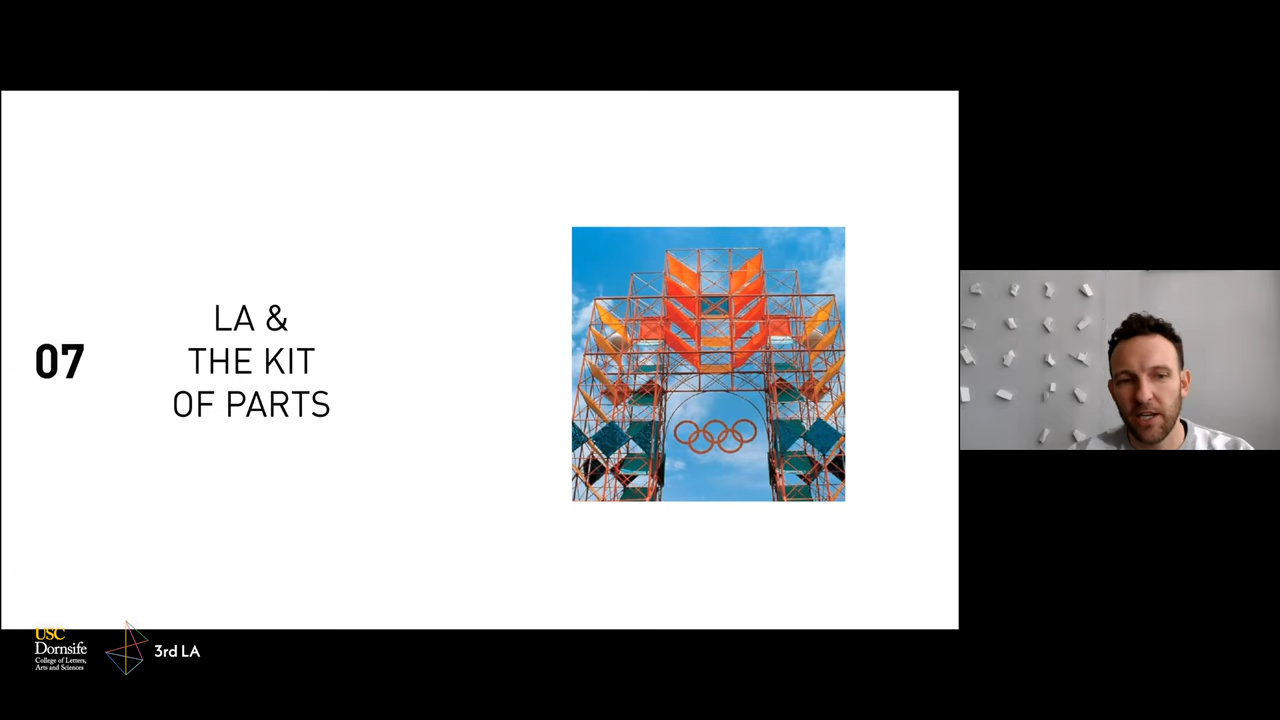 07
LA &
THE KIT
OF PARTS
USC
Dornsife
College of Letters,
Arts and Sciences
3rd LA